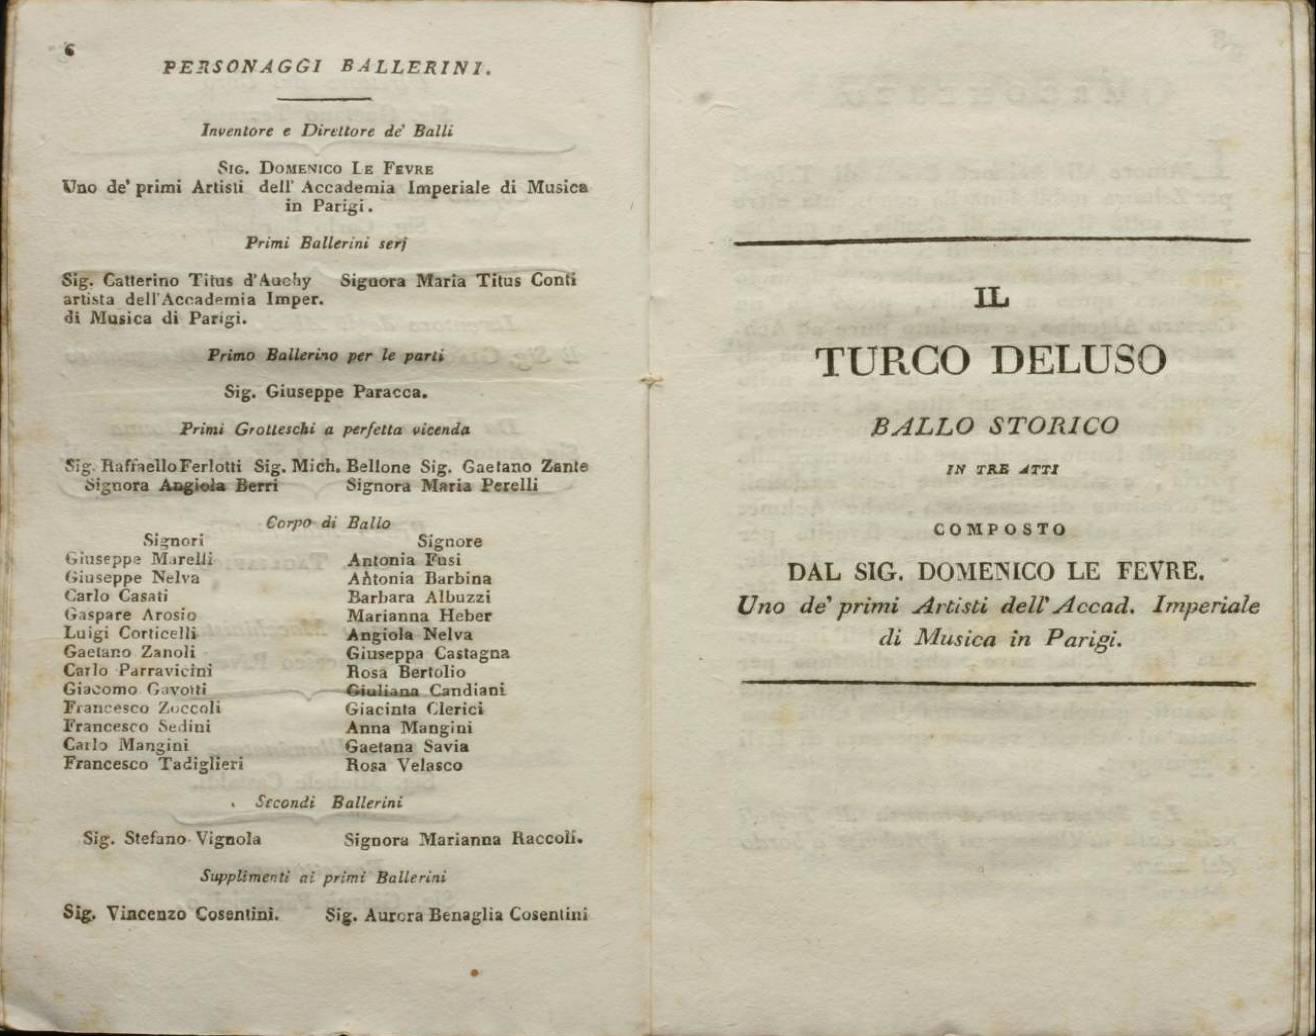 6
PERSONAGGI BALLERINI.
Inventore e Direttore de' Balli
SIG. DOMENICO LE FEVRE
Uno de' primi Artisti dell' Accademia Imperiale di Musica
in Parigi.
Primi Ballerini serj
Sig. Catterino Titus d'Auchy Signora Maria Titus Conti
artista dell'Accademia Imper.
di Musica di Parigi.
Primo Ballerino per le parti
Sig. Giuseppe Paracca.
Primi Grotteschi a perfetta vicenda
Sig. Raffaello Ferlotti Sig. Mich. Bellone Sig. Gaetano Zante
Signora Angiola Berri Signora Maria Perelli
Corpo di Ballo
Signori Signore
Giuseppe Marelli Antonia Fusi
Giuseppe Nelva Antonia Barbina
Carlo Casati Barbara Albuzzi
Gaspare Arosio Marianna Heber
Luigi Corticelli Angiola Nelva
Gaetano Zanoli Giuseppa Castagna
Carlo Parravicini Rosa Bertolio
Giacomo Gavotti Giuliana Candiani
Francesco Zoccoli Giacinta Clerici
Francesco Sedini Anna Mangini
Carlo Mangini Gaetana Savia
Francesco Tadiglieri Rosa Velasco
Secondi Ballerini
Sig. Stefano Vignola Signora Marianna Raccoli.
Supplimenti ai primi Ballerini
Sig. Vincenzo Cosentini. Sig. Aurora Benaglia Cosentini
IL
TURCO DELUSO
BALLO STORICO
IN TRE ATTI
COMPOSTO
DAL SIG. DOMENICO LE FEVRE.
Uno de' primi Artisti dell' Accad. Imperiale
di Musica in Parigi.